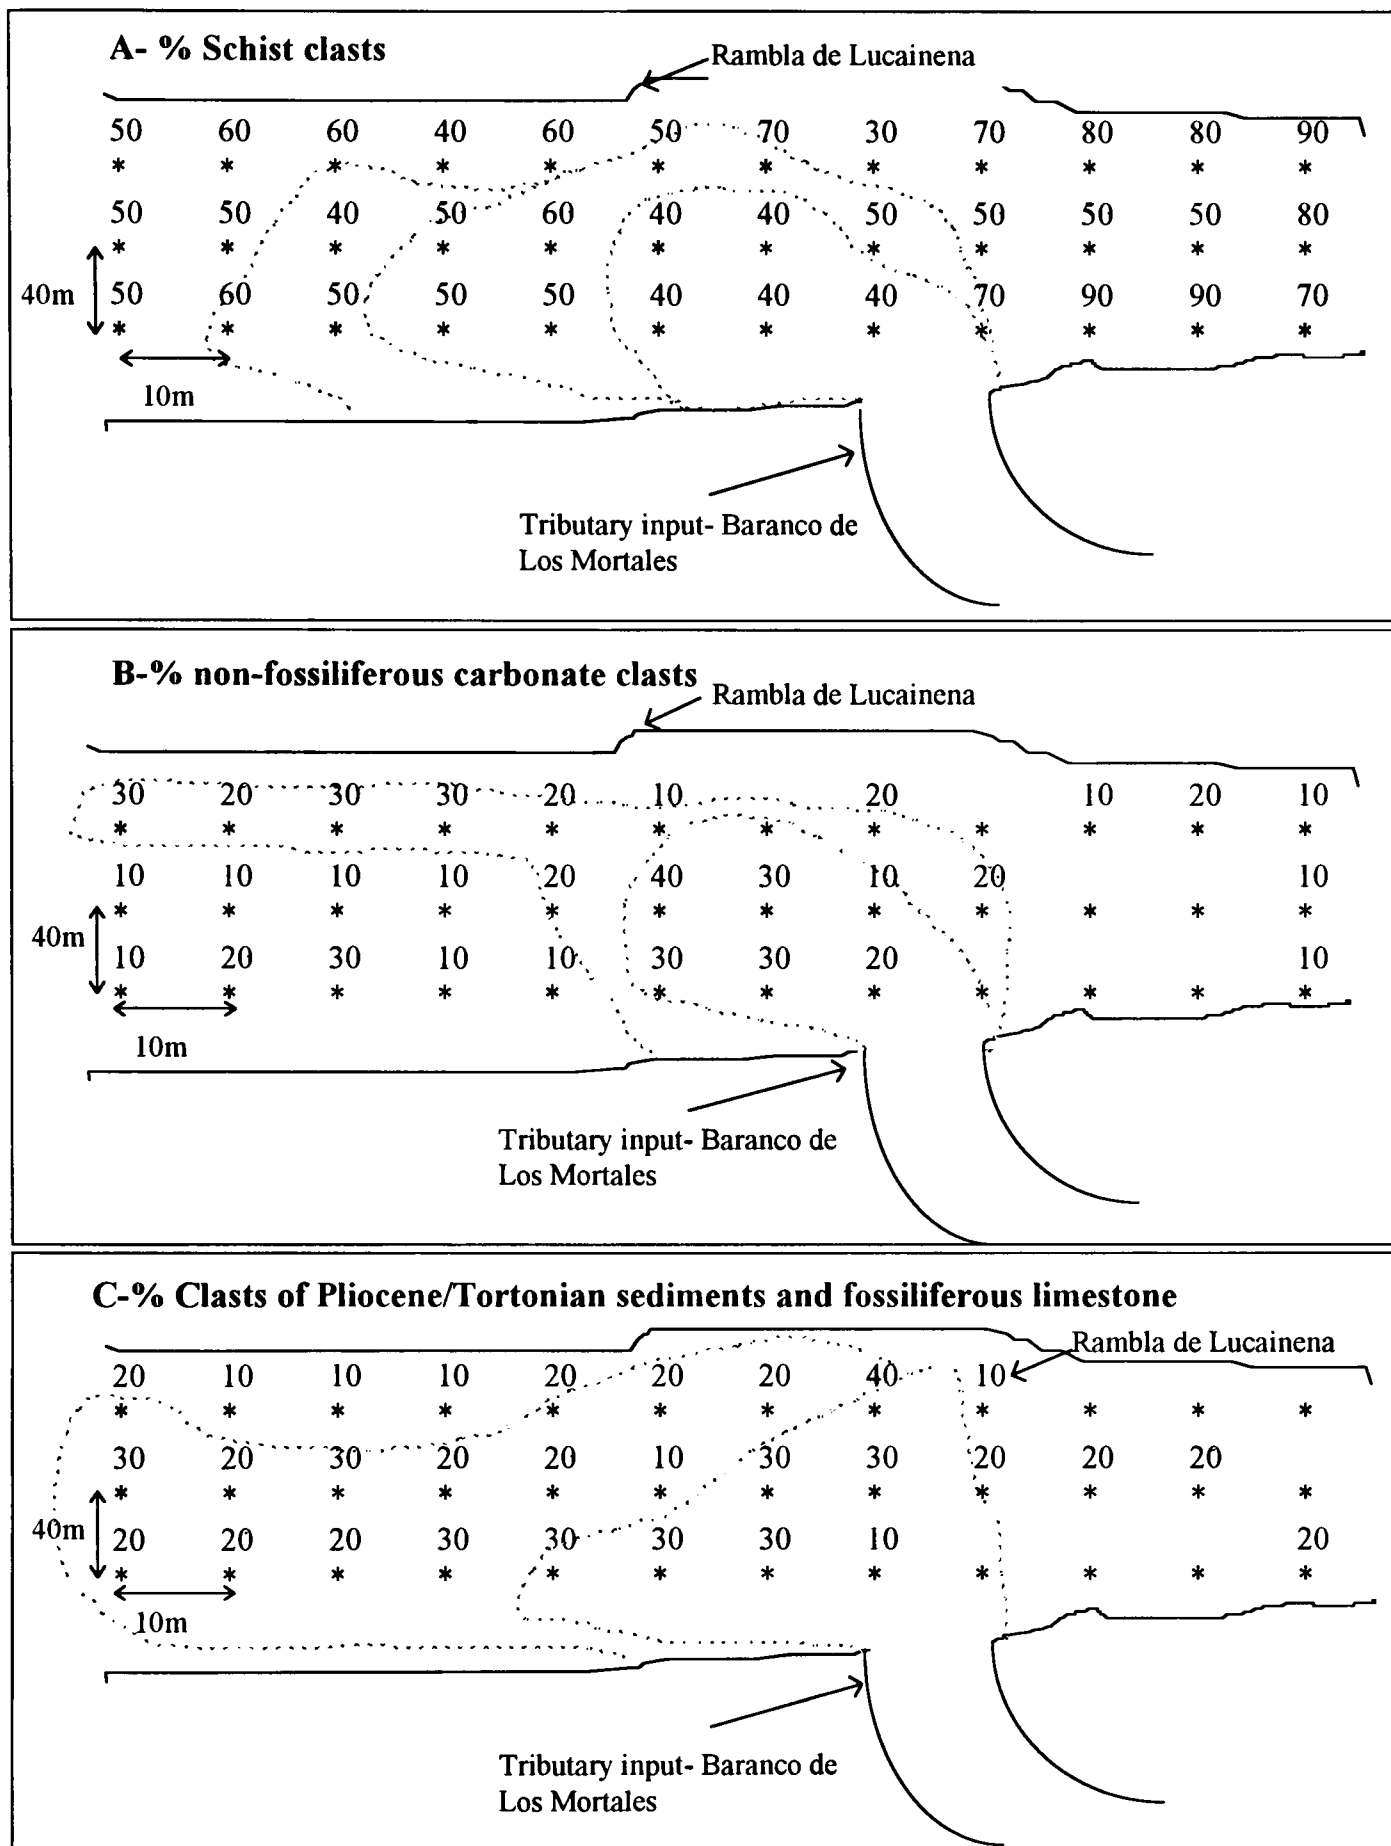 A- % Schist clasts
Rambla de Lucainena
50 60 60 40 60 50 70 30 70 80 80 90
* * * * * * * * * * * *
50 50 40 50 60 40 40 50 50 50 50 80
* * * * * * * * * * * *
40m
50 60 50 50 50 40 40 40 70 90 90 70
* * * * * * * * * * * *
10m
Tributary input- Baranco de
Los Mortales
B-% non-fossiliferous carbonate clasts
Rambla de Lucainena
30 20 30 30 20 10 20 10 20 10
* * * * * * * * * * * *
10 10 10 10 20 40 30 10 20 10
* * * * * * * * * * * *
40m
10 20 30 10 10 30 30 20 10
* * * * * * * * * * * *
10m
Tributary input- Baranco de
Los Mortales
C-% Clasts of Pliocene/Tortonian sediments and fossiliferous limestone
Rambla de Lucainena
20 10 10 10 20 20 20 40 10
* * * * * * * * * * * *
30 20 30 20 20 10 30 30 20 20 20
* * * * * * * * * * * *
40m
20 20 20 30 30 30 30 10 20
* * * * * * * * * * * *
10m
Tributary input- Baranco de
Los Mortales